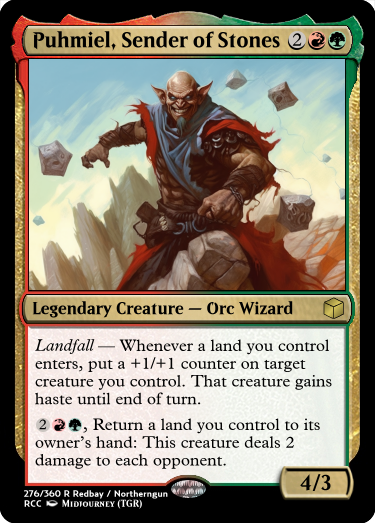 Puhmiel, Sender of Stones 2
Legendary Creature — Orc Wizard
Landfall — Whenever a land you control
enters, put a +1/+1 counter on target
creature you control. That creature gains
haste until end of turn.
2, Return a land you control to its
owner's hand: This creature deals 2
damage to each opponent.
4/3
276/360 R Redbay / Northerngun
RCC Midjourney (TGR)